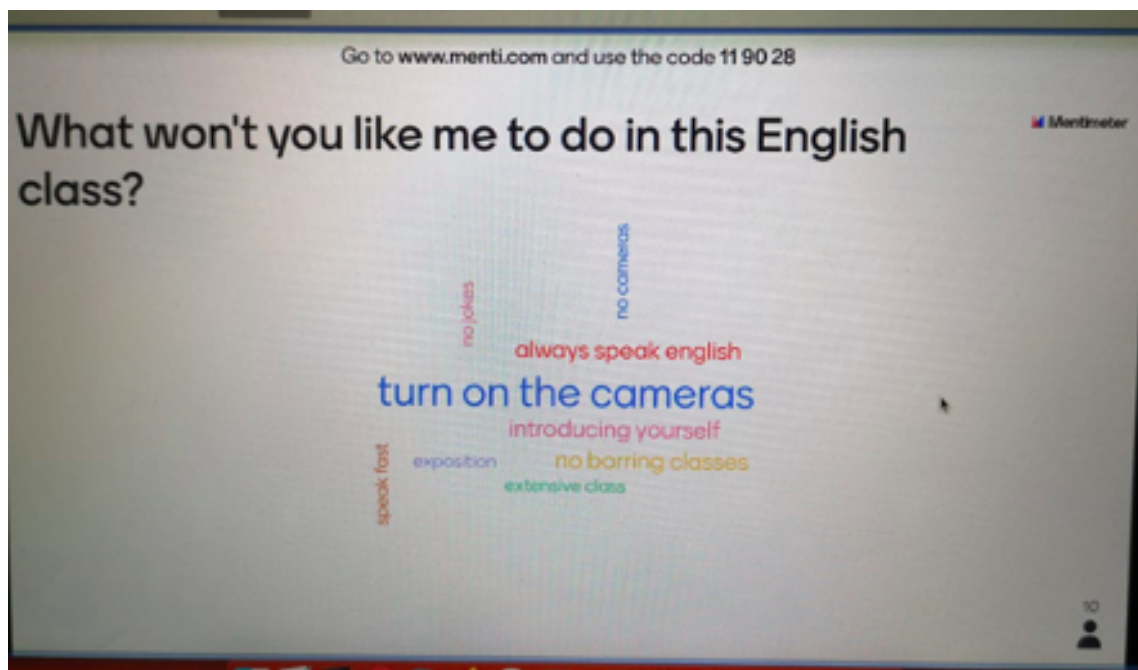 Go to www.menti.com and use the code 11 90 28
Mentimeter
What won't you like me to do in this English
class?
no cameras
no jokes
always speak english
turn on the cameras
introducing yourself
speak fast
exposition
no borring classes
extensive class
10